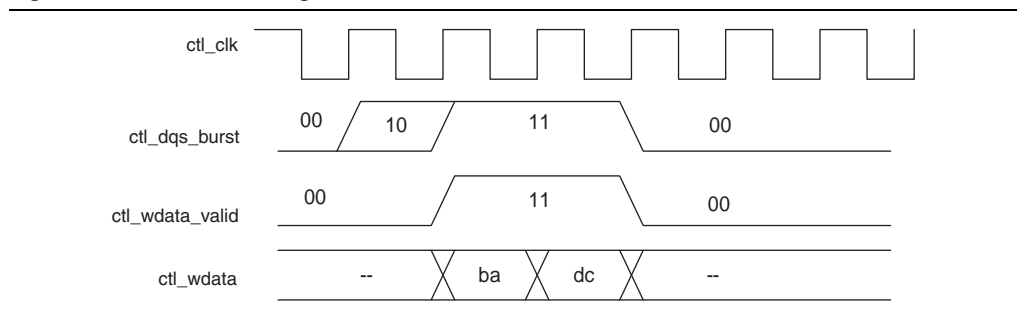 ctl_clk
ctl_dqs_burst 00 10 11 00
ctl_wdata_valid 00 11 00
ctl_wdata -- ba dc --